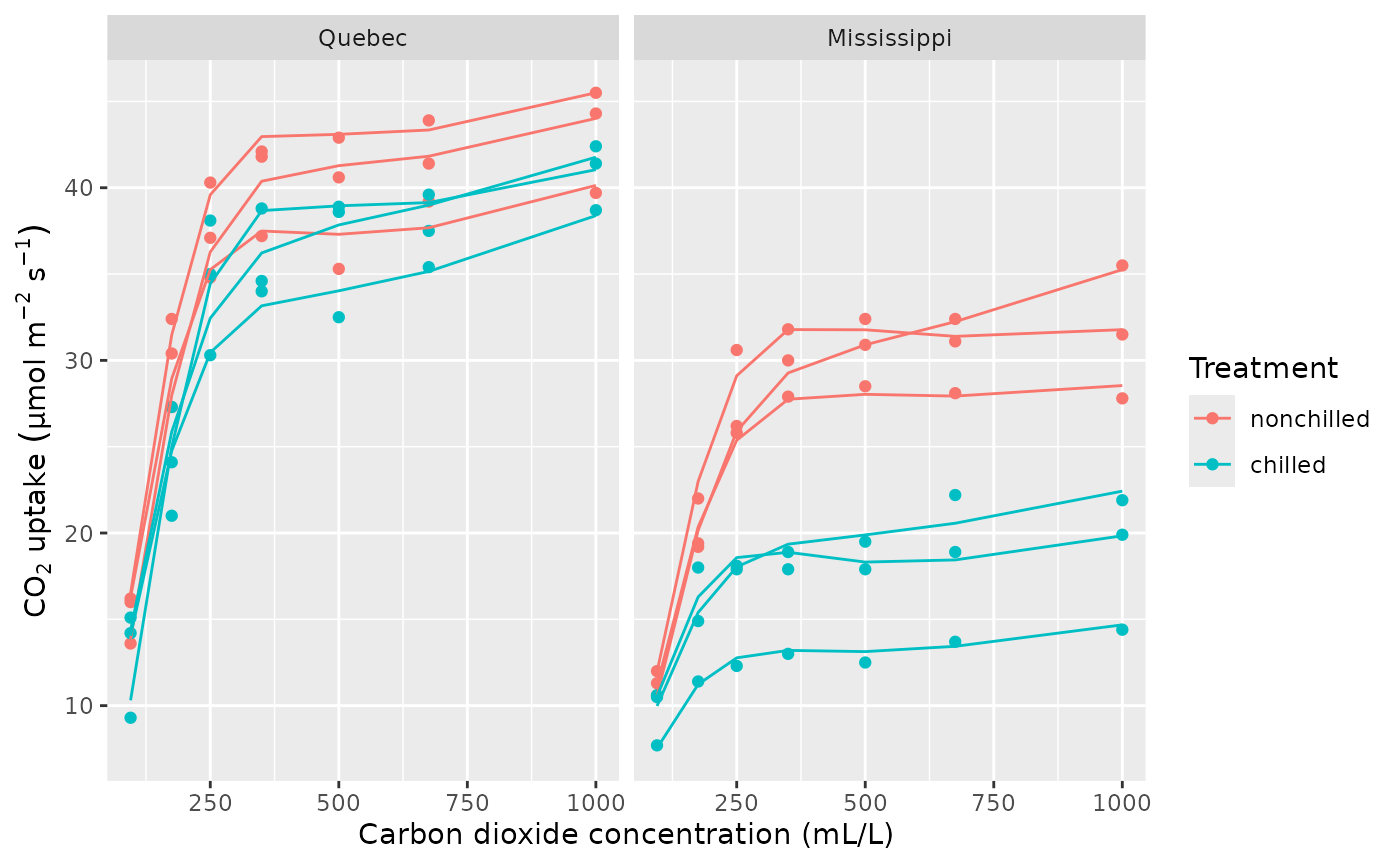 Quebec
Mississippi
40
30
20
10
CO₂ uptake (μmol m⁻² s⁻¹)
250
500
750
1000
250
500
750
1000
Carbon dioxide concentration (mL/L)
Treatment
nonchilled
chilled